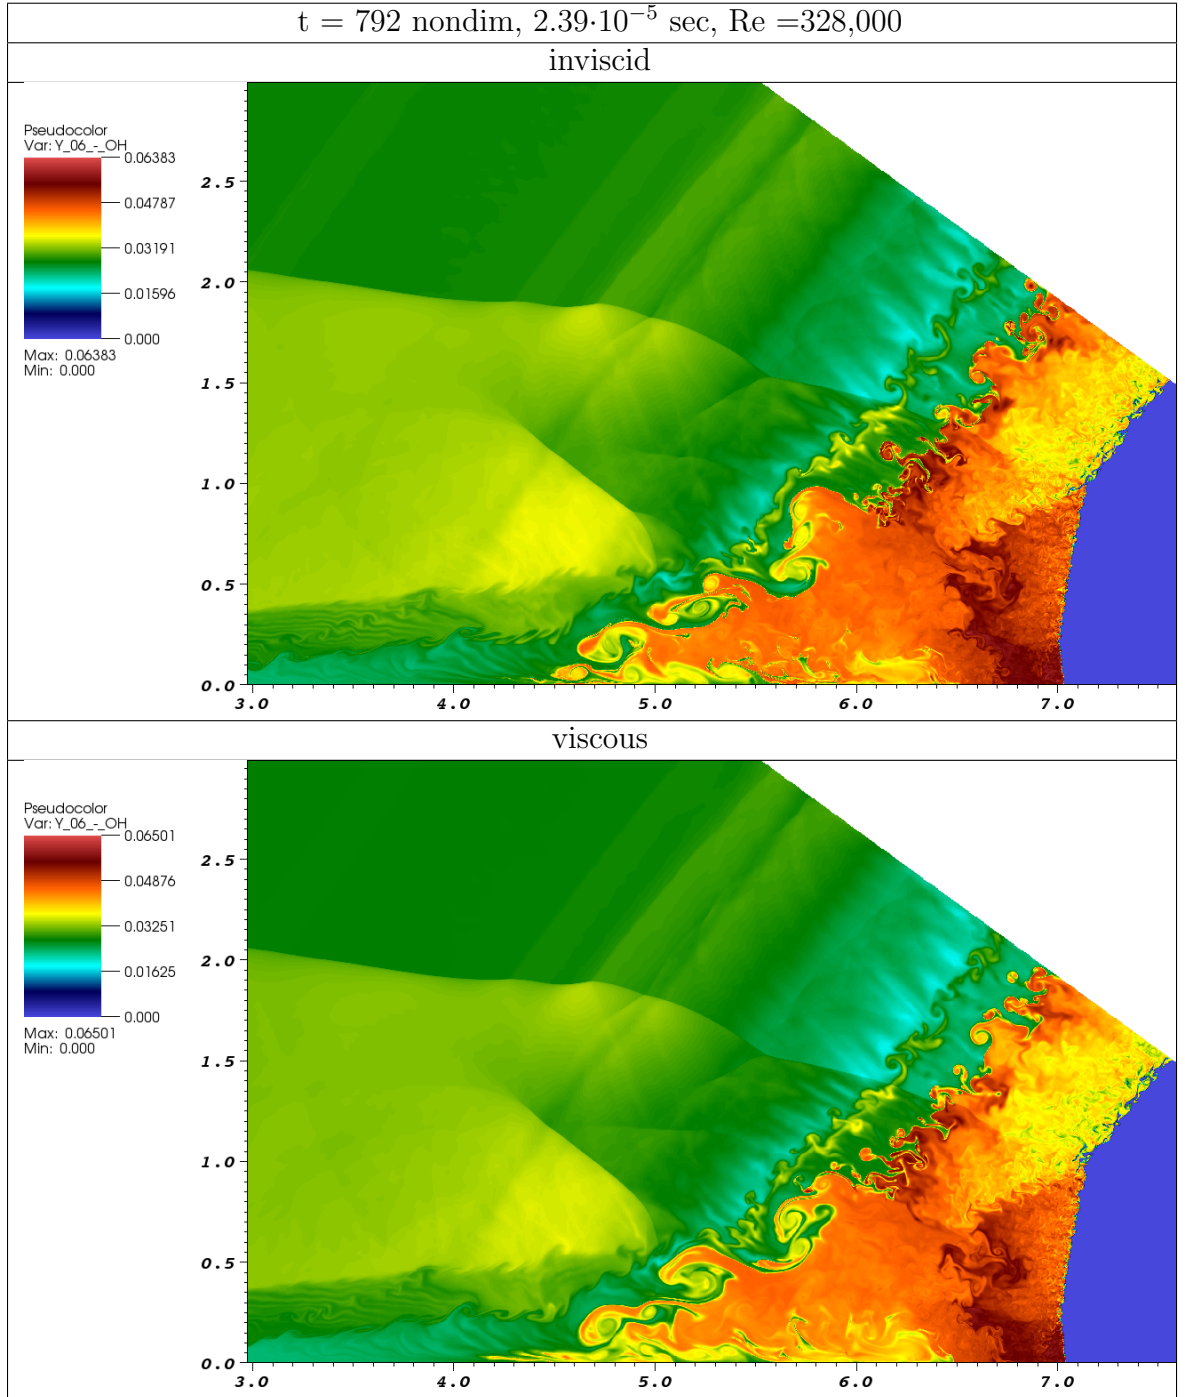 t = 792 nondim, 2.39·10⁻⁵ sec, Re =328,000
inviscid
Pseudocolor
Var: Y_06_-_OH
0.06383
0.04787
0.03191
0.01596
0.000
Max: 0.06383
Min: 0.000
2.5
2.0
1.5
1.0
0.5
0.0
3.0 4.0 5.0 6.0 7.0
viscous
Pseudocolor
Var: Y_06_-_OH
0.06501
0.04876
0.03251
0.01625
0.000
Max: 0.06501
Min: 0.000
2.5
2.0
1.5
1.0
0.5
0.0
3.0 4.0 5.0 6.0 7.0